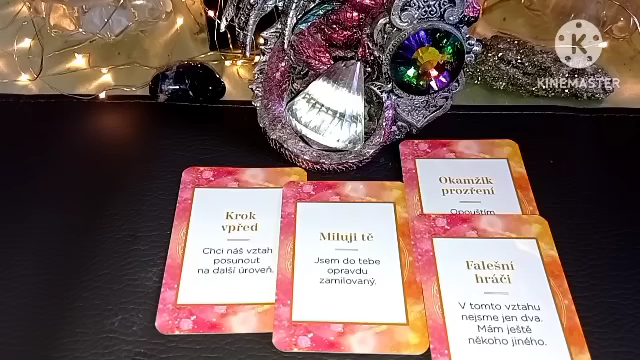 K
KINEMASTER
Krok
vpřed
Chci náš vztah
posunout
na další úroveň.
Miluji tě
Jsem do tebe
opravdu
zamilovaný.
Okamžik
prozření
Opouštím
Falešní
hráči
V tomto vztahu
nejsme jen dva.
Mám ještě
někoho jiného.